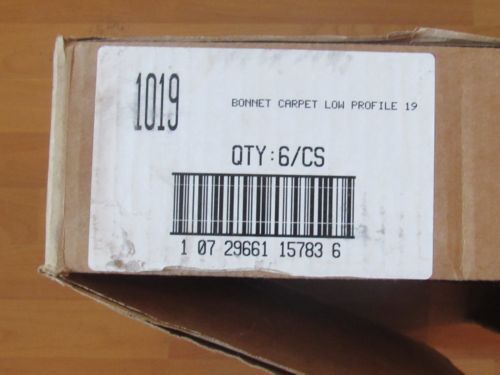 1019
BONNET CARPET LOW PROFILE 19
QTY:6/CS
1 07 29661 15783 6